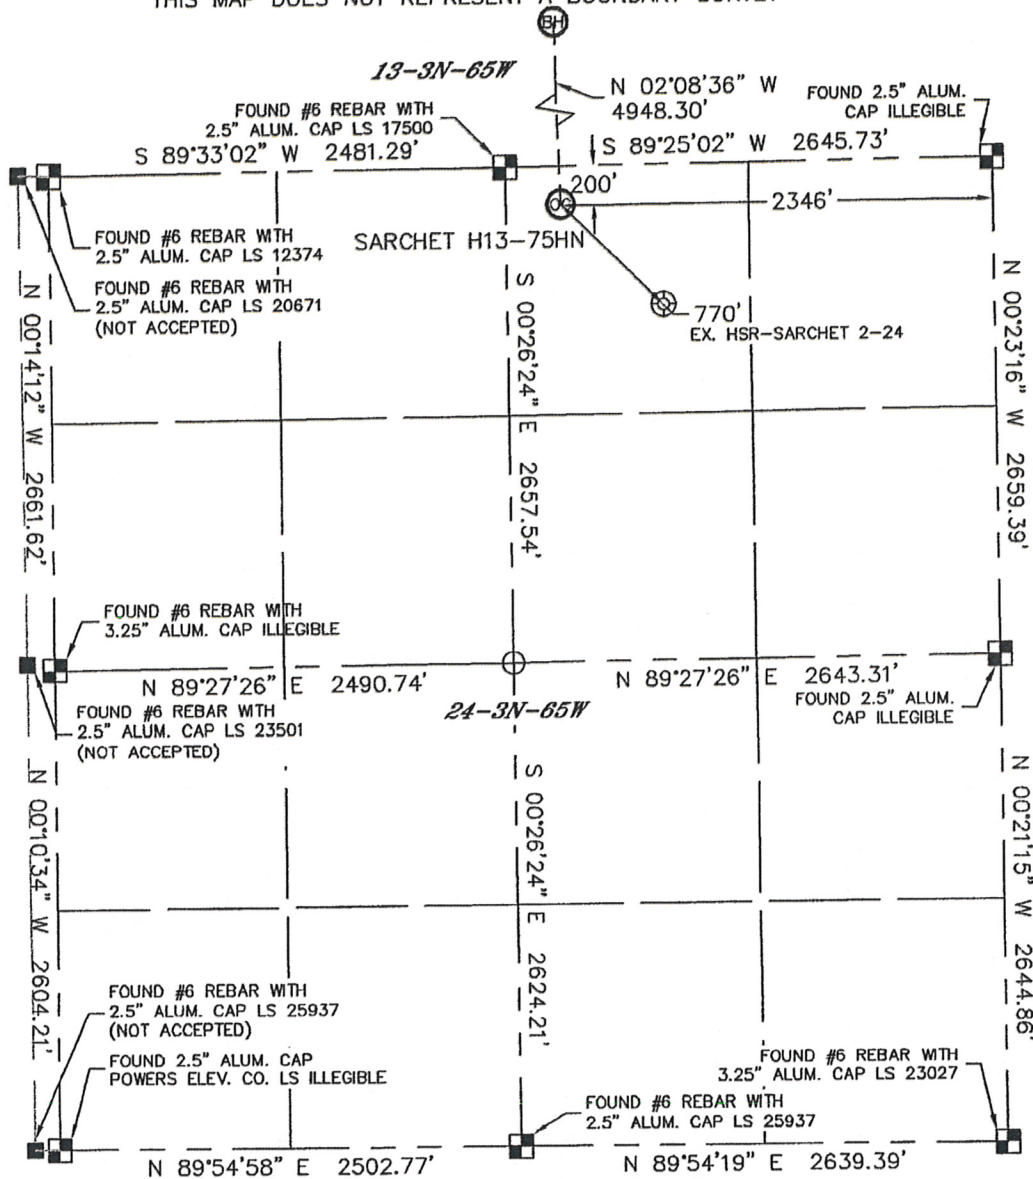 THIS MAP DOES NOT REPRESENT A BOUNDARY SURVEY
BH
13-3N-65W
N 02°08'36" W
4948.30'
FOUND 2.5" ALUM.
CAP ILLEGIBLE
FOUND #6 REBAR WITH
2.5" ALUM. CAP LS 17500
S 89°33'02" W 2481.29'
S 89°25'02" W 2645.73'
200'
OG
2346'
SARCHET H13-75HN
FOUND #6 REBAR WITH
2.5" ALUM. CAP LS 12374
FOUND #6 REBAR WITH
2.5" ALUM. CAP LS 20671
(NOT ACCEPTED)
770'
EX. HSR-SARCHET 2-24
N 00°14'12" W 2661.62'
S 00°26'24" E 2657.54'
N 00°23'16" W 2659.39'
FOUND #6 REBAR WITH
3.25" ALUM. CAP ILLEGIBLE
N 89°27'26" E 2490.74'
N 89°27'26" E 2643.31'
FOUND #6 REBAR WITH
2.5" ALUM. CAP LS 23501
(NOT ACCEPTED)
24-3N-65W
FOUND 2.5" ALUM.
CAP ILLEGIBLE
N 00°10'34" W 2604.21'
S 00°26'24" E 2624.21'
N 00°21'15" W 2644.86'
FOUND #6 REBAR WITH
2.5" ALUM. CAP LS 25937
(NOT ACCEPTED)
FOUND 2.5" ALUM. CAP
POWERS ELEV. CO. LS ILLEGIBLE
FOUND #6 REBAR WITH
3.25" ALUM. CAP LS 23027
FOUND #6 REBAR WITH
2.5" ALUM. CAP LS 25937
N 89°54'58" E 2502.77'
N 89°54'19" E 2639.39'